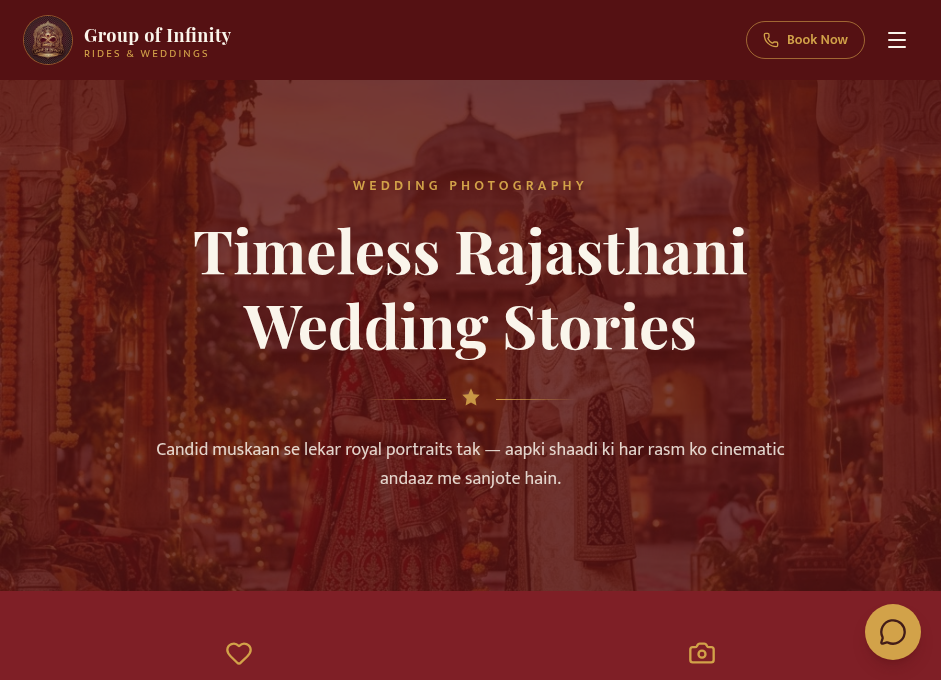 Group of Infinity
RIDES & WEDDINGS
Book Now
WEDDING PHOTOGRAPHY
Timeless Rajasthani
Wedding Stories
Candid muskaan se lekar royal portraits tak — aapki shaadi ki har rasm ko cinematic
andaaz me sanjote hain.